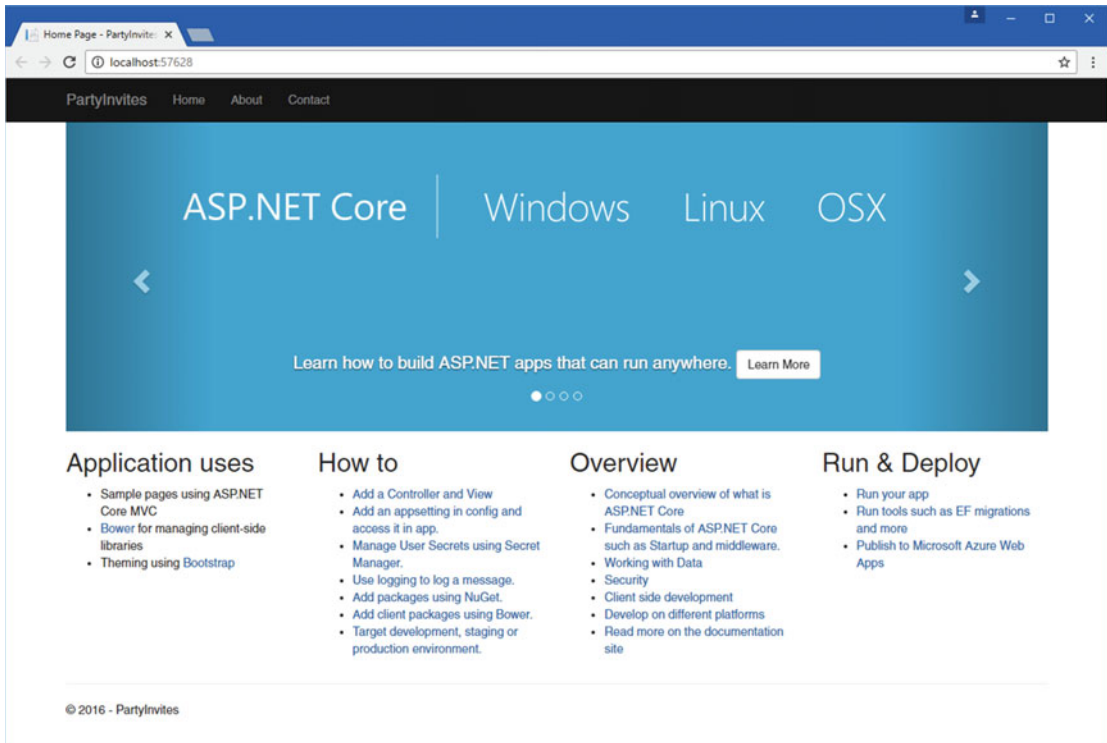 Home Page - PartyInvites
localhost:57628
PartyInvites Home About Contact
ASP.NET Core Windows Linux OSX
Learn how to build ASP.NET apps that can run anywhere. Learn More
Application uses
Sample pages using ASP.NET
Core MVC
Bower for managing client-side
libraries
Theming using Bootstrap
How to
Add a Controller and View
Add an appsetting in config and
access it in app.
Manage User Secrets using Secret
Manager.
Use logging to log a message.
Add packages using NuGet.
Add client packages using Bower.
Target development, staging or
production environment.
Overview
Conceptual overview of what is
ASP.NET Core
Fundamentals of ASP.NET Core
such as Startup and middleware.
Working with Data
Security
Client side development
Develop on different platforms
Read more on the documentation
site
Run & Deploy
Run your app
Run tools such as EF migrations
and more
Publish to Microsoft Azure Web
Apps
© 2016 - PartyInvites